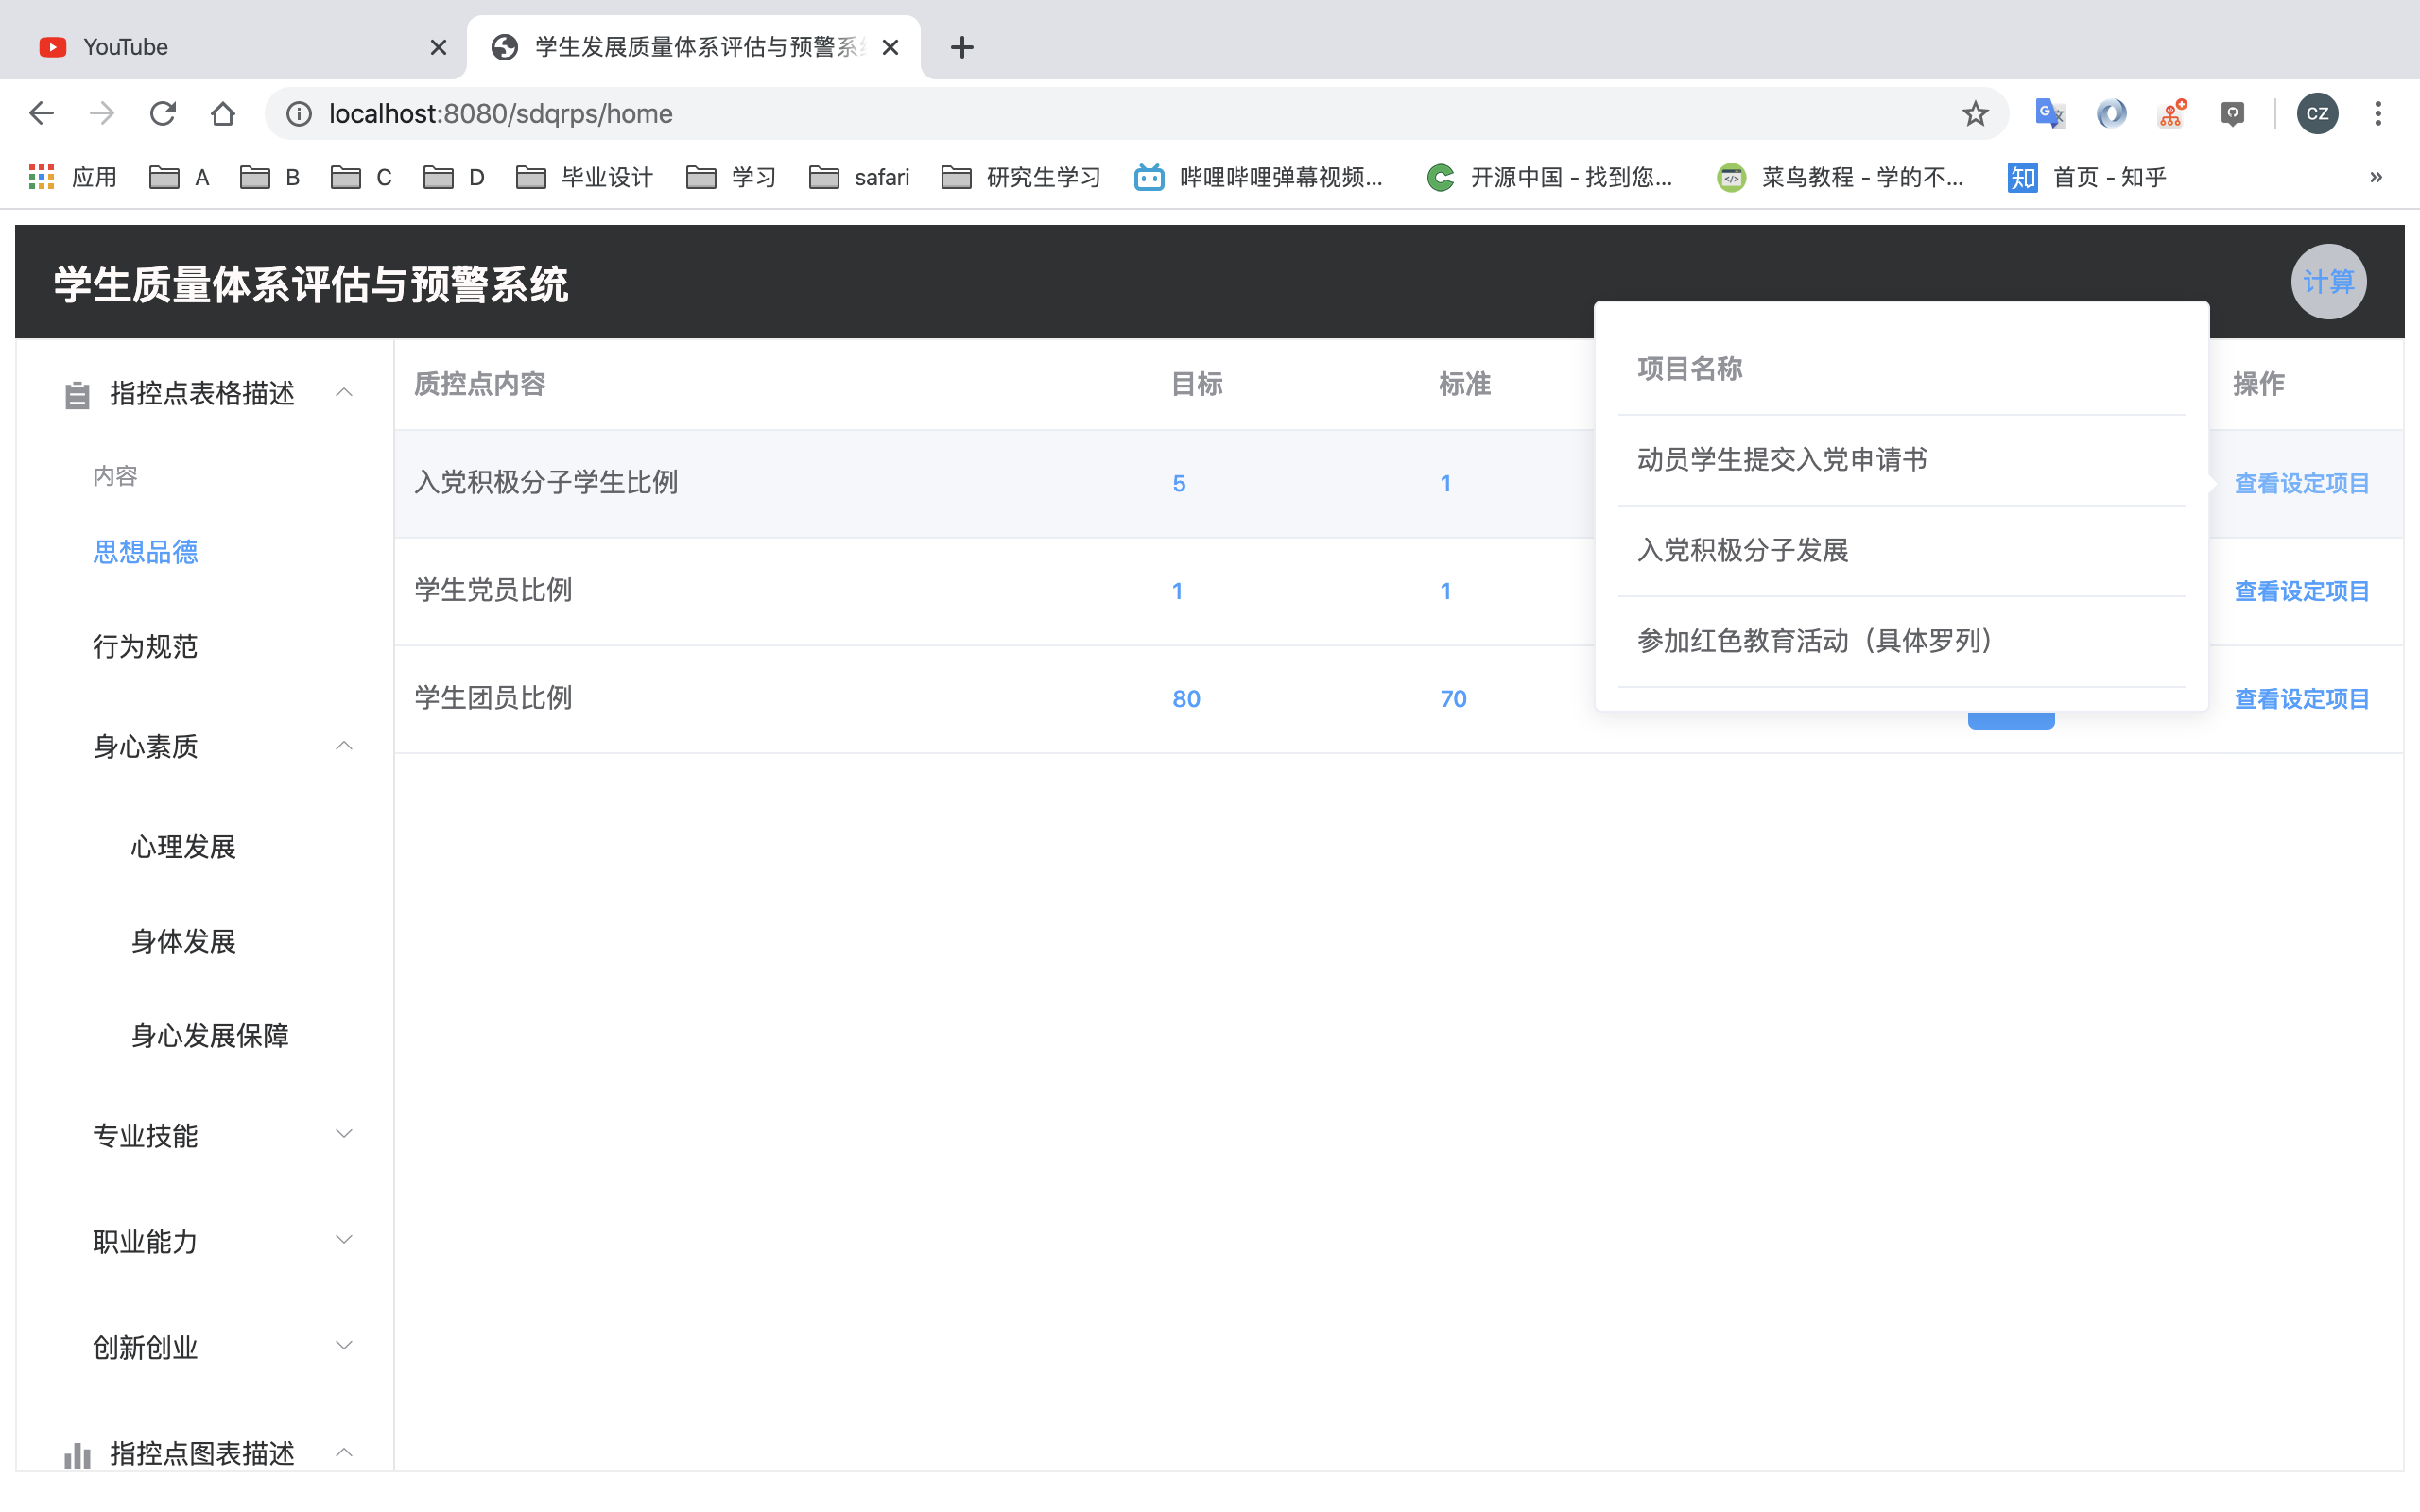 YouTube
学生发展质量体系评估与预警系
localhost:8080/sdqrps/home
CZ
应用 A B C D 毕业设计 学习 safari 研究生学习 哔哩哔哩弹幕视频... 开源中国 - 找到您... 菜鸟教程 - 学的不... 知 首页 - 知乎 »
学生质量体系评估与预警系统
计算
指控点表格描述
内容
思想品德
行为规范
身心素质
心理发展
身体发展
身心发展保障
专业技能
职业能力
创新创业
指控点图表描述
质控点内容 目标 标准 操作
入党积极分子学生比例 5 1 查看设定项目
学生党员比例 1 1 查看设定项目
学生团员比例 80 70 查看设定项目
项目名称
动员学生提交入党申请书
入党积极分子发展
参加红色教育活动（具体罗列）